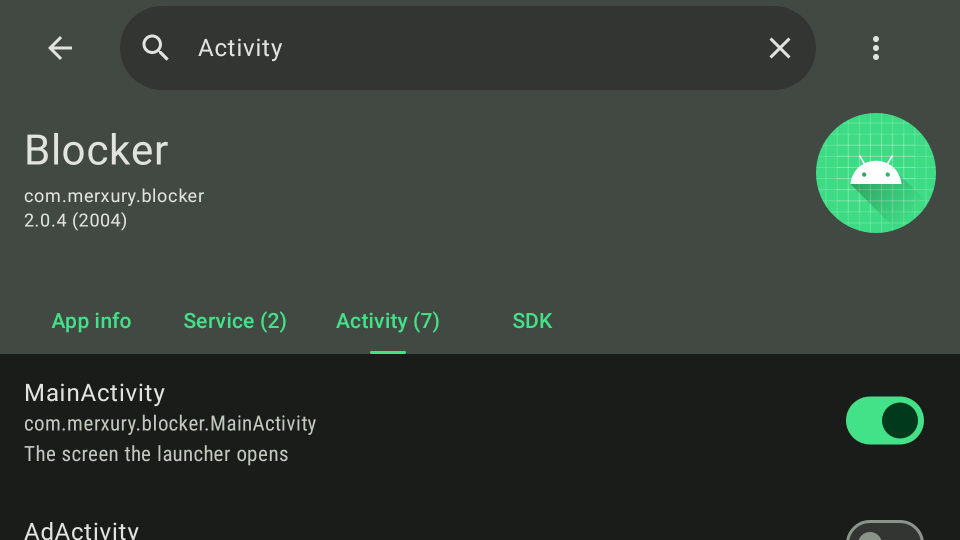 Activity
Blocker
com.merxury.blocker
2.0.4 (2004)
App info
Service (2)
Activity (7)
SDK
MainActivity
com.merxury.blocker.MainActivity
The screen the launcher opens
AdActivity